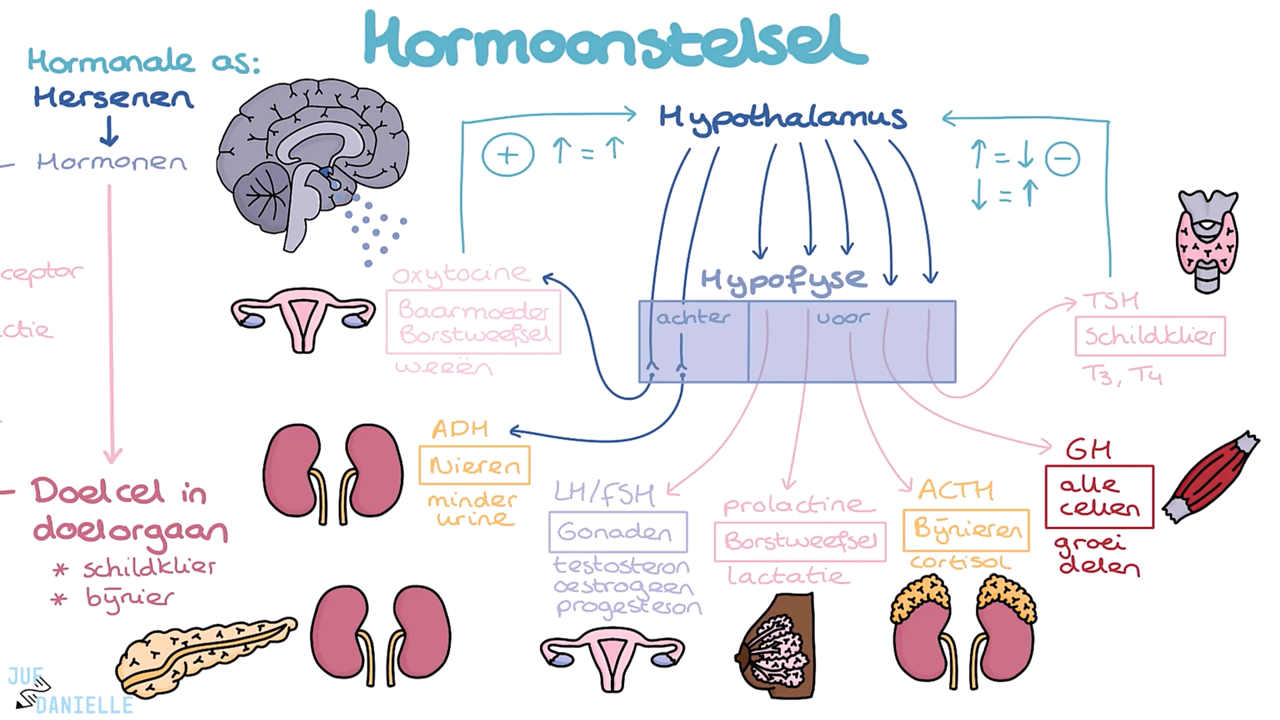 Hormoonstelsel
Hormonale as:
Hersenen
Hormonen
ceptor
ctie
Doelcel in
doelorgaan
* schildklier
* bijnier
+ ↑ = ↑
Hypothalamus
↑ = ↓ −
↓ = ↑
Hypofyse
achter
voor
oxytocine
Baarmoeder
Borstweefsel
weeën
ADH
Nieren
minder
urine
LH/FSH
Gonaden
testosteron
oestrogeen
progesteron
prolactine
Borstweefsel
lactatie
ACTH
Bijnieren
cortisol
GH
alle
cellen
groei
delen
TSH
Schildklier
T3, T4
JUF
DANIELLE